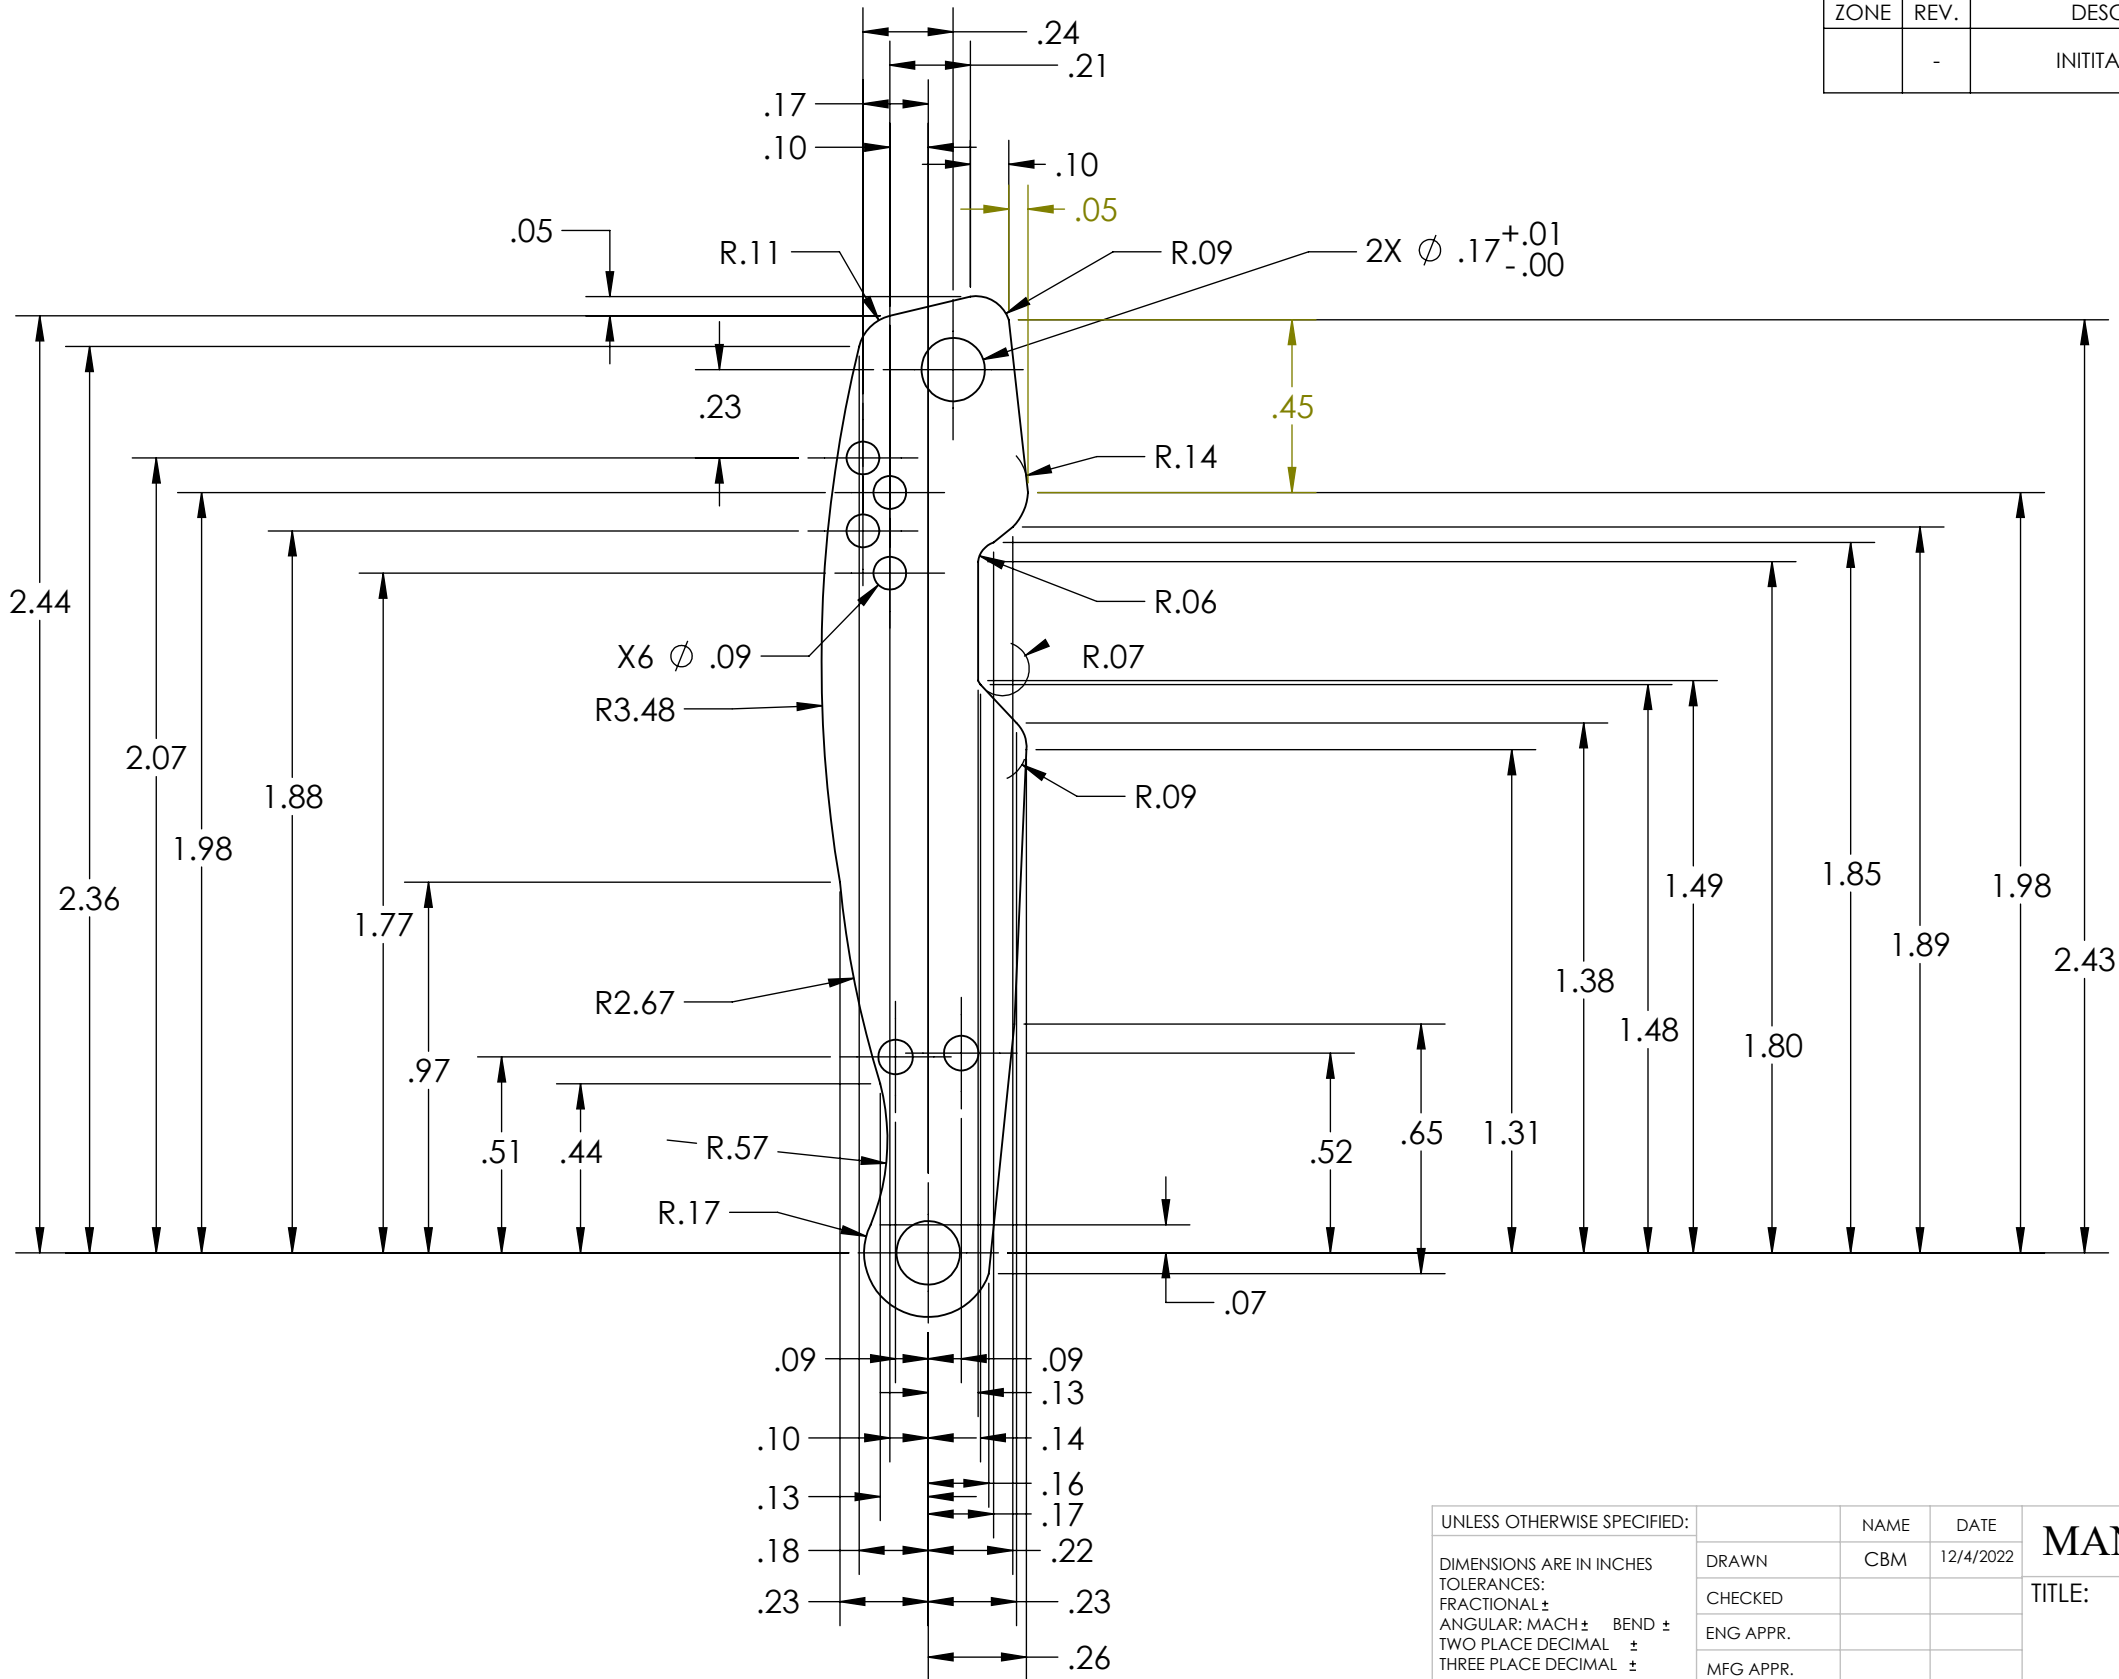 ZONE REV. DESC
- INITITA
.24
.21
.17
.10
.10
.05
.05
R.11
R.09
2X ⌀ .17 +.01 -.00
.23
.45
R.14
2.44
R.06
X6 ⌀ .09
R.07
R3.48
2.07
1.88
R.09
1.98
2.36
1.77
1.49
1.85
1.98
1.89
2.43
R2.67
1.38
1.48
1.80
.97
.51
.44
R.57
.52
.65
1.31
R.17
.07
.09
.09
.13
.10
.14
.16
.13
.17
.18
.22
.23
.23
.26
UNLESS OTHERWISE SPECIFIED:
DIMENSIONS ARE IN INCHES
TOLERANCES:
FRACTIONAL ±
ANGULAR: MACH ± BEND ±
TWO PLACE DECIMAL ±
THREE PLACE DECIMAL ±
NAME DATE
DRAWN CBM 12/4/2022
CHECKED
ENG APPR.
MFG APPR.
MAN
TITLE: